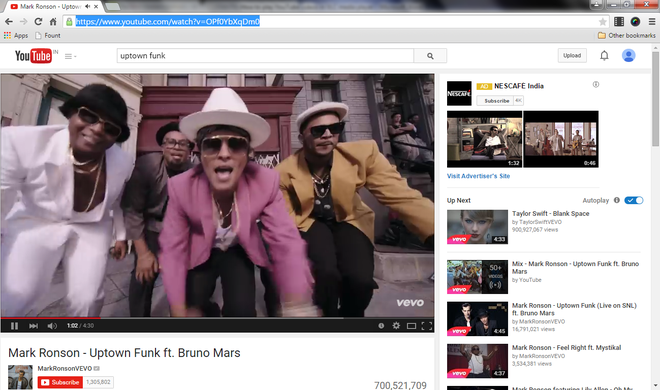 Mark Ronson - Uptown
https://www.youtube.com/watch?v=OPf0YbXqDm0
Apps
Fount
Other bookmarks
YouTube IN
uptown funk
Upload
vevo
1:02 / 4:30
Mark Ronson - Uptown Funk ft. Bruno Mars
MarkRonsonVEVO
Subscribe 1,305,802
700,521,709
NESCAFE
AD NESCAFE India
Subscribe
1:32
0:46
Visit Advertiser's Site
Up Next
Autoplay
vevo 4:33
Taylor Swift - Blank Space
by TaylorSwiftVEVO
900,927,067 views
50+
VIDEOS
vevo
Mix - Mark Ronson - Uptown Funk ft. Bruno
Mars
by YouTube
vevo 4:45
Mark Ronson - Uptown Funk (Live on SNL)
ft. Bruno Mars
by MarkRonsonVEVO
16,791,021 views
vevo 4:37
Mark Ronson - Feel Right ft. Mystikal
by MarkRonsonVEVO
3,534,381 views
Mark Ronson featuring Lily Allen - Oh My